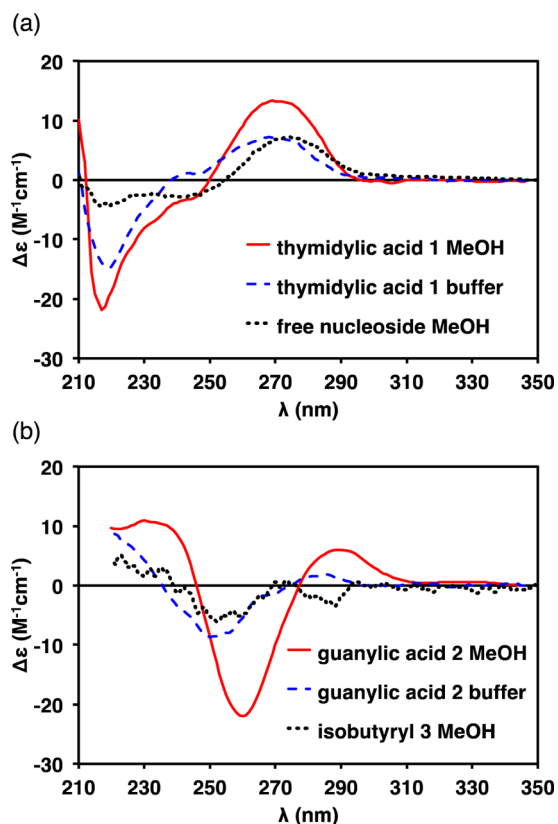 (a)
20
10
0
-10
-20
-30
Δε (M⁻¹cm⁻¹)
thymidylic acid 1 MeOH
thymidylic acid 1 buffer
free nucleoside MeOH
210 230 250 270 290 310 330 350
λ (nm)
(b)
20
10
0
-10
-20
-30
Δε (M⁻¹cm⁻¹)
guanylic acid 2 MeOH
guanylic acid 2 buffer
isobutyryl 3 MeOH
210 230 250 270 290 310 330 350
λ (nm)